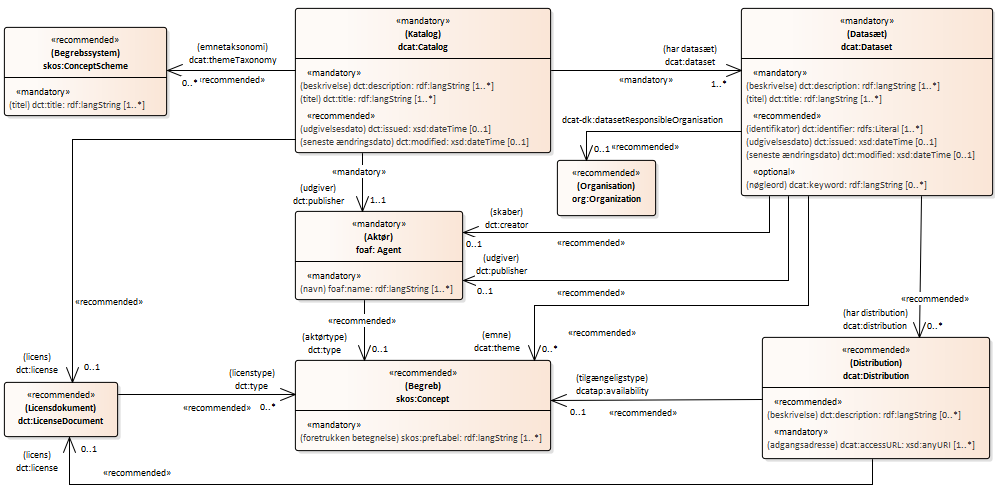 «recommended»
(Begrebssystem)
skos:ConceptScheme
«mandatory»
(titel) dct:title: rdf:langString [1..*]
(emnetaksonomi)
dcat:themeTaxonomy
0..*
«recommended»
«mandatory»
(Katalog)
dcat:Catalog
«mandatory»
(beskrivelse) dct:description: rdf:langString [1..*]
(titel) dct:title: rdf:langString [1..*]
«recommended»
(udgivelsesdato) dct:issued: xsd:dateTime [0..1]
(seneste ændringsdato) dct:modified: xsd:dateTime [0..1]
(har datasæt)
dcat:dataset
«mandatory»
1..*
«mandatory»
(Datasæt)
dcat:Dataset
«mandatory»
(beskrivelse) dct:description: rdf:langString [1..*]
(titel) dct:title: rdf:langString [1..*]
«recommended»
(identifikator) dct:identifier: rdfs:Literal [1..*]
(udgivelsesdato) dct:issued: xsd:dateTime [0..1]
(seneste ændringsdato) dct:modified: xsd:dateTime [0..1]
«optional»
(nøgleord) dcat:keyword: rdf:langString [0..*]
dcat-dk:datasetResponsibleOrganisation
0..1
«recommended»
«recommended»
(Organisation)
org:Organization
«mandatory»
(udgiver)
dct:publisher
1..1
«mandatory»
(Aktør)
foaf: Agent
«mandatory»
(navn) foaf:name: rdf:langString [1..*]
(skaber)
dct:creator
0..1
«recommended»
(udgiver)
dct:publisher
0..1
«recommended»
«recommended»
(aktørtype)
dct:type
0..1
(emne)
dcat:theme
0..*
«recommended»
«recommended»
(har distribution)
dcat:distribution
0..*
«recommended»
(licens)
dct:license
0..1
«recommended»
(Licensdokument)
dct:LicenseDocument
(licenstype)
dct:type
«recommended»
0..*
«recommended»
(Begreb)
skos:Concept
«mandatory»
(foretrukken betegnelse) skos:prefLabel: rdf:langString [1..*]
(tilgængeligstype)
dcatap:availability
0..1
«recommended»
«recommended»
(Distribution)
dcat:Distribution
«recommended»
(beskrivelse) dct:description: rdf:langString [0..*]
«mandatory»
(adgangsadresse) dcat:accessURL: xsd:anyURI [1..*]
(licens)
dct:license
0..1
«recommended»